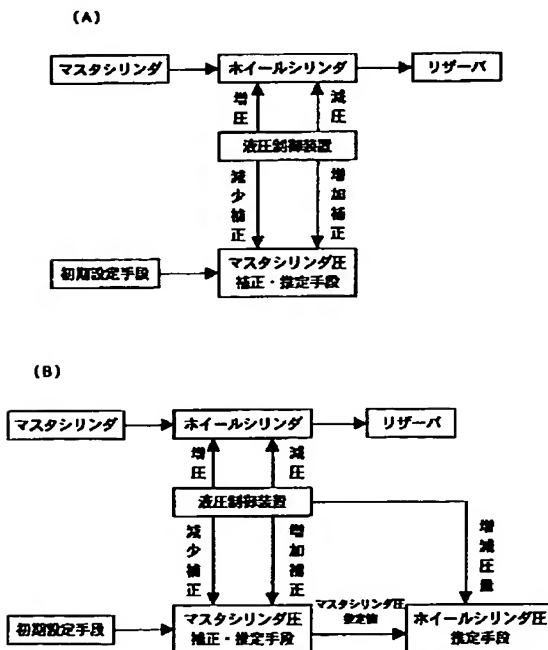 (A)
マスタシリンダ
ホイールシリンダ
リザーバ
増圧
減圧
液圧制御装置
減少補正
増加補正
初期設定手段
マスタシリンダ圧
補正・推定手段
(B)
マスタシリンダ
ホイールシリンダ
リザーバ
増圧
減圧
液圧制御装置
減少補正
増加補正
増減圧量
初期設定手段
マスタシリンダ圧
補正・推定手段
マスタシリンダ圧
推定値
ホイールシリンダ圧
推定手段